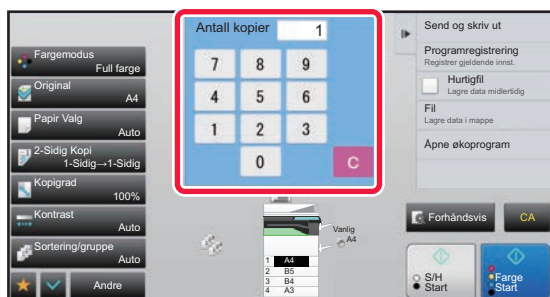 Fargemodus
Full farge
Original
A4
Papir Valg
Auto
2-Sidig Kopi
1-Sidig→1-Sidig
Kopigrad
100%
Kontrast
Auto
Sortering/gruppe
Auto
Andre
Antall kopier 1
7 8 9
4 5 6
1 2 3
0 C
Vanlig
A4
1 A4
2 B5
3 B4
4 A3
Send og skriv ut
Programregistrering
Registrer gjeldende innst.
Hurtigfil
Lagre data midlertidig
Fil
Lagre data i mappe
Åpne økoprogram
Forhåndsvis CA
S/H
Start
Farge
Start